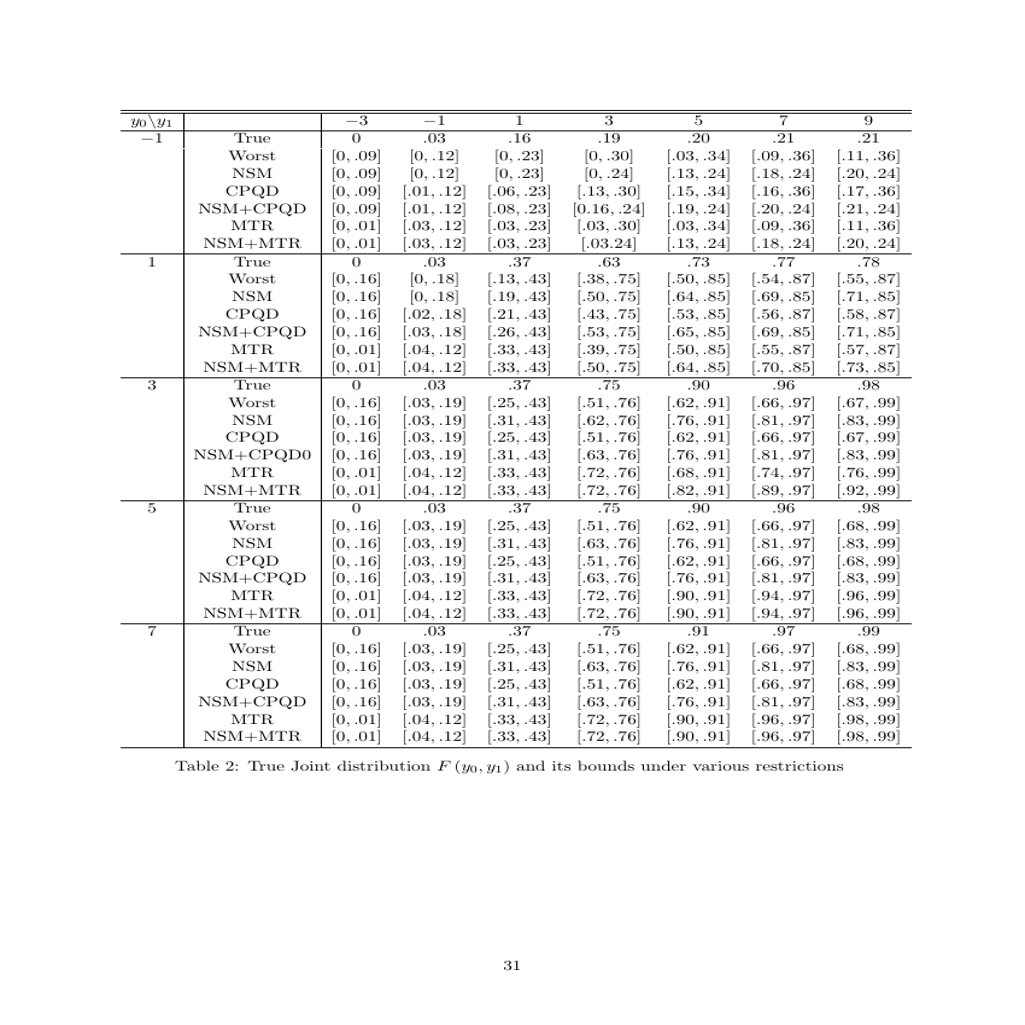 y0\y1 −3 −1 1 3 5 7 9
−1 True 0 .03 .16 .19 .20 .21 .21
Worst [0, .09] [0, .12] [0, .23] [0, .30] [.03, .34] [.09, .36] [.11, .36]
NSM [0, .09] [0, .12] [0, .23] [0, .24] [.13, .24] [.18, .24] [.20, .24]
CPQD [0, .09] [.01, .12] [.06, .23] [.13, .30] [.15, .34] [.16, .36] [.17, .36]
NSM+CPQD [0, .09] [.01, .12] [.08, .23] [0.16, .24] [.19, .24] [.20, .24] [.21, .24]
MTR [0, .01] [.03, .12] [.03, .23] [.03, .30] [.03, .34] [.09, .36] [.11, .36]
NSM+MTR [0, .01] [.03, .12] [.03, .23] [.03.24] [.13, .24] [.18, .24] [.20, .24]
1 True 0 .03 .37 .63 .73 .77 .78
Worst [0, .16] [0, .18] [.13, .43] [.38, .75] [.50, .85] [.54, .87] [.55, .87]
NSM [0, .16] [0, .18] [.19, .43] [.50, .75] [.64, .85] [.69, .85] [.71, .85]
CPQD [0, .16] [.02, .18] [.21, .43] [.43, .75] [.53, .85] [.56, .87] [.58, .87]
NSM+CPQD [0, .16] [.03, .18] [.26, .43] [.53, .75] [.65, .85] [.69, .85] [.71, .85]
MTR [0, .01] [.04, .12] [.33, .43] [.39, .75] [.50, .85] [.55, .87] [.57, .87]
NSM+MTR [0, .01] [.04, .12] [.33, .43] [.50, .75] [.64, .85] [.70, .85] [.73, .85]
3 True 0 .03 .37 .75 .90 .96 .98
Worst [0, .16] [.03, .19] [.25, .43] [.51, .76] [.62, .91] [.66, .97] [.67, .99]
NSM [0, .16] [.03, .19] [.31, .43] [.62, .76] [.76, .91] [.81, .97] [.83, .99]
CPQD [0, .16] [.03, .19] [.25, .43] [.51, .76] [.62, .91] [.66, .97] [.67, .99]
NSM+CPQD0 [0, .16] [.03, .19] [.31, .43] [.63, .76] [.76, .91] [.81, .97] [.83, .99]
MTR [0, .01] [.04, .12] [.33, .43] [.72, .76] [.68, .91] [.74, .97] [.76, .99]
NSM+MTR [0, .01] [.04, .12] [.33, .43] [.72, .76] [.82, .91] [.89, .97] [.92, .99]
5 True 0 .03 .37 .75 .90 .96 .98
Worst [0, .16] [.03, .19] [.25, .43] [.51, .76] [.62, .91] [.66, .97] [.68, .99]
NSM [0, .16] [.03, .19] [.31, .43] [.63, .76] [.76, .91] [.81, .97] [.83, .99]
CPQD [0, .16] [.03, .19] [.25, .43] [.51, .76] [.62, .91] [.66, .97] [.68, .99]
NSM+CPQD [0, .16] [.03, .19] [.31, .43] [.63, .76] [.76, .91] [.81, .97] [.83, .99]
MTR [0, .01] [.04, .12] [.33, .43] [.72, .76] [.90, .91] [.94, .97] [.96, .99]
NSM+MTR [0, .01] [.04, .12] [.33, .43] [.72, .76] [.90, .91] [.94, .97] [.96, .99]
7 True 0 .03 .37 .75 .91 .97 .99
Worst [0, .16] [.03, .19] [.25, .43] [.51, .76] [.62, .91] [.66, .97] [.68, .99]
NSM [0, .16] [.03, .19] [.31, .43] [.63, .76] [.76, .91] [.81, .97] [.83, .99]
CPQD [0, .16] [.03, .19] [.25, .43] [.51, .76] [.62, .91] [.66, .97] [.68, .99]
NSM+CPQD [0, .16] [.03, .19] [.31, .43] [.63, .76] [.76, .91] [.81, .97] [.83, .99]
MTR [0, .01] [.04, .12] [.33, .43] [.72, .76] [.90, .91] [.96, .97] [.98, .99]
NSM+MTR [0, .01] [.04, .12] [.33, .43] [.72, .76] [.90, .91] [.96, .97] [.98, .99]
Table 2: True Joint distribution F (y0, y1) and its bounds under various restrictions
31